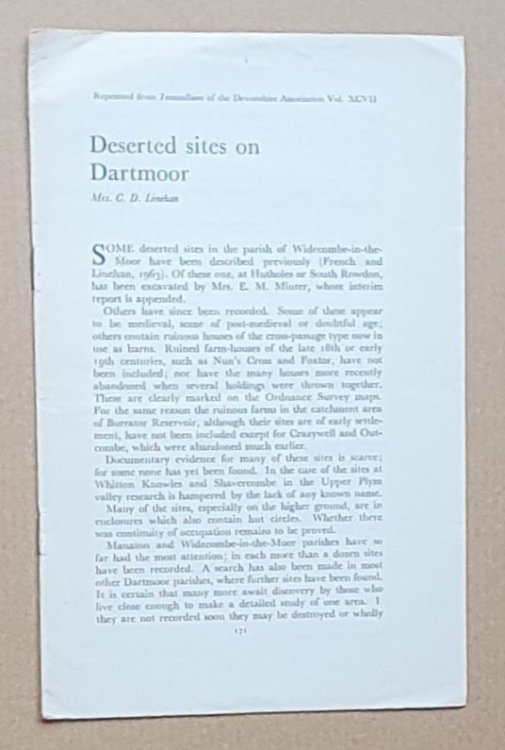 Reprinted from Transactions of the Devonshire Association Vol. XCVII
Deserted sites on
Dartmoor
Mrs. C. D. Linehan
SOME deserted sites in the parish of Widecombe-in-the-
Moor have been described previously (French and
Linehan, 1963). Of these one, at Hutholes or South Rowdon,
has been excavated by Mrs. E. M. Minter, whose interim
report is appended.
Others have since been recorded. Some of these appear
to be medieval, some of post-medieval or doubtful age;
others contain ruinous houses of the cross-passage type now in
use as barns. Ruined farm-houses of the late 18th or early
19th centuries, such as Nun's Cross and Foxtor, have not
been included; nor have the many houses more recently
abandoned when several holdings were thrown together.
These are clearly marked on the Ordnance Survey maps.
For the same reason the ruinous farms in the catchment area
of Burrator Reservoir, although their sites are of early settle-
ment, have not been included except for Crazywell and Out-
combe, which were abandoned much earlier.
Documentary evidence for many of these sites is scarce;
for some none has yet been found. In the case of the sites at
Whitton Knowles and Shavercombe in the Upper Plym
valley research is hampered by the lack of any known name.
Many of the sites, especially on the higher ground, are in
enclosures which also contain hut circles. Whether there
was continuity of occupation remains to be proved.
Manaton and Widecombe-in-the-Moor parishes have so
far had the most attention; in each more than a dozen sites
have been recorded. A search has also been made in most
other Dartmoor parishes, where further sites have been found.
It is certain that many more await discovery by those who
live close enough to make a detailed study of one area. I
they are not recorded soon they may be destroyed or wholly
171